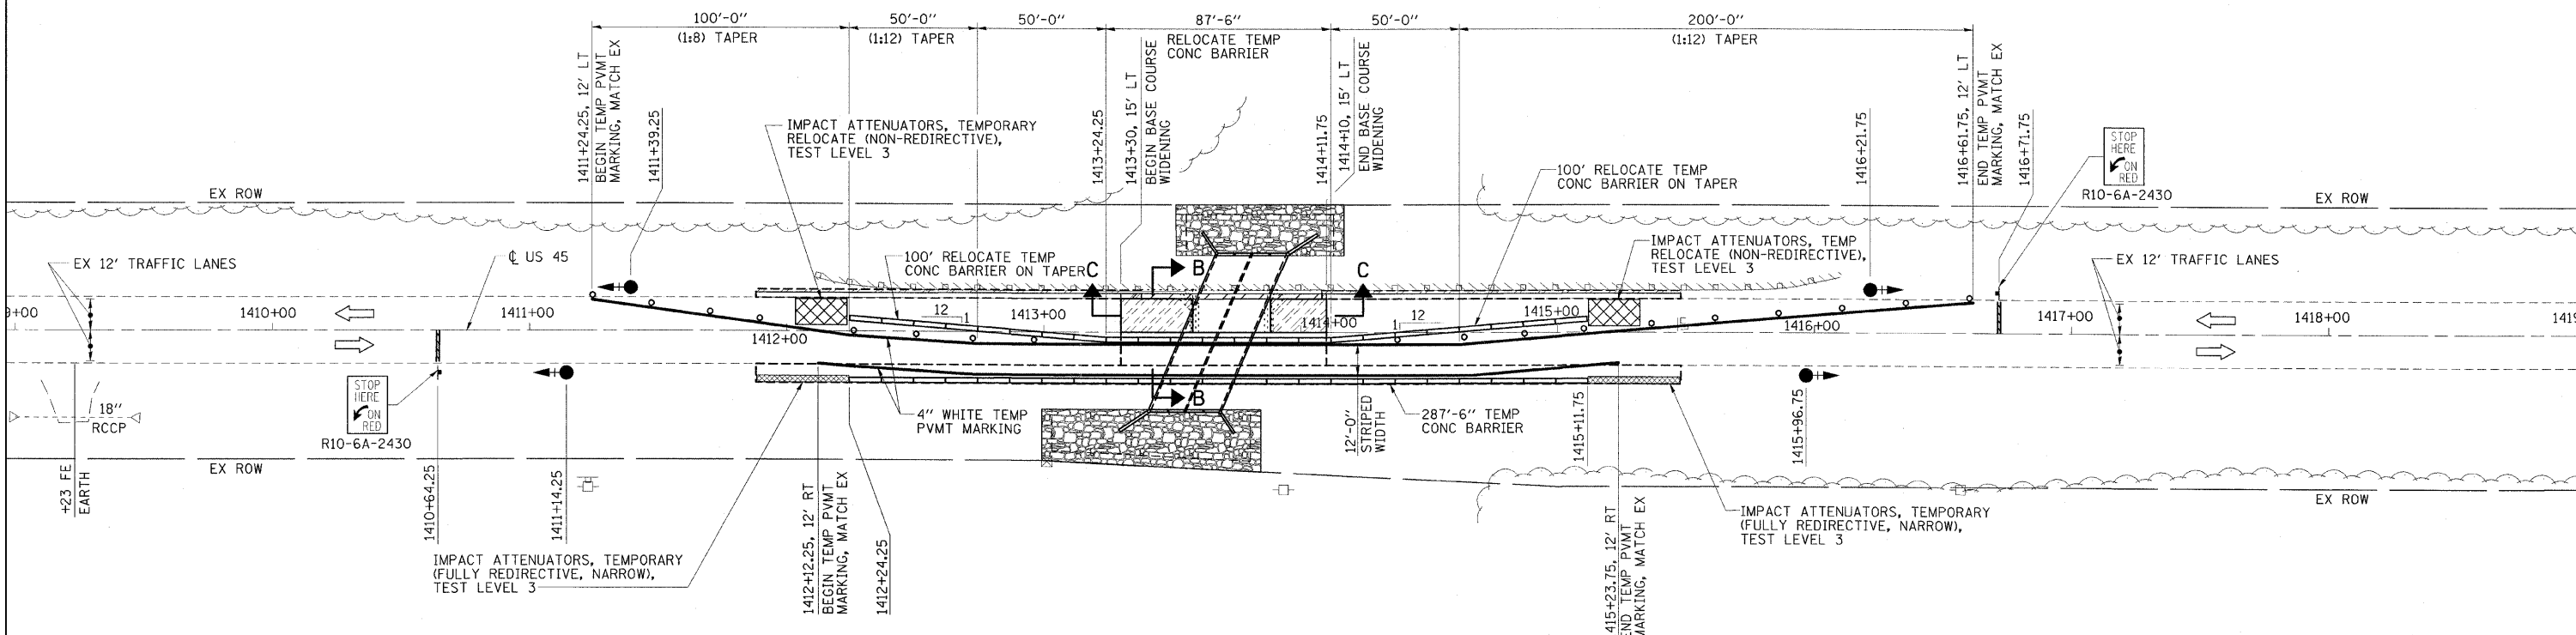 100'-0"
50'-0"
50'-0"
87'-6"
50'-0"
200'-0"
(1:8) TAPER
(1:12) TAPER
RELOCATE TEMP
CONC BARRIER
(1:12) TAPER
1411+24.25, 12' LT
BEGIN TEMP PVMT
MARKING, MATCH EX
1411+39.25
1413+24.25
1413+30, 15' LT
BEGIN BASE COURSE
WIDENING
1414+11.75
1414+10, 15' LT
END BASE COURSE
WIDENING
1416+21.75
1416+61.75, 12' LT
END TEMP PVMT
MARKING, MATCH EX
1416+71.75
STOP
HERE
ON
RED
R10-6A-2430
IMPACT ATTENUATORS, TEMPORARY
RELOCATE (NON-REDIRECTIVE),
TEST LEVEL 3
100' RELOCATE TEMP
CONC BARRIER ON TAPER
EX ROW
EX ROW
EX 12' TRAFFIC LANES
℄ US 45
100' RELOCATE TEMP
CONC BARRIER ON TAPER
C
B
C
IMPACT ATTENUATORS, TEMP
RELOCATE (NON-REDIRECTIVE),
TEST LEVEL 3
EX 12' TRAFFIC LANES
9+00
1410+00
1411+00
1412+00
12
1
1413+00
1414+00
12
1
1415+00
1416+00
1417+00
1418+00
1419
STOP
HERE
ON
RED
R10-6A-2430
18"
RCCP
B
4" WHITE TEMP
PVMT MARKING
12'-0"
STRIPED
WIDTH
287'-6" TEMP
CONC BARRIER
1415+11.75
1415+96.75
EX ROW
EX ROW
+23 FE
EARTH
1410+64.25
1411+14.25
IMPACT ATTENUATORS, TEMPORARY
(FULLY REDIRECTIVE, NARROW),
TEST LEVEL 3
1412+12.25, 12' RT
BEGIN TEMP PVMT
MARKING, MATCH EX
1412+24.25
415+23.75, 12' RT
END TEMP PVMT
MARKING, MATCH EX
IMPACT ATTENUATORS, TEMPORARY
(FULLY REDIRECTIVE, NARROW),
TEST LEVEL 3